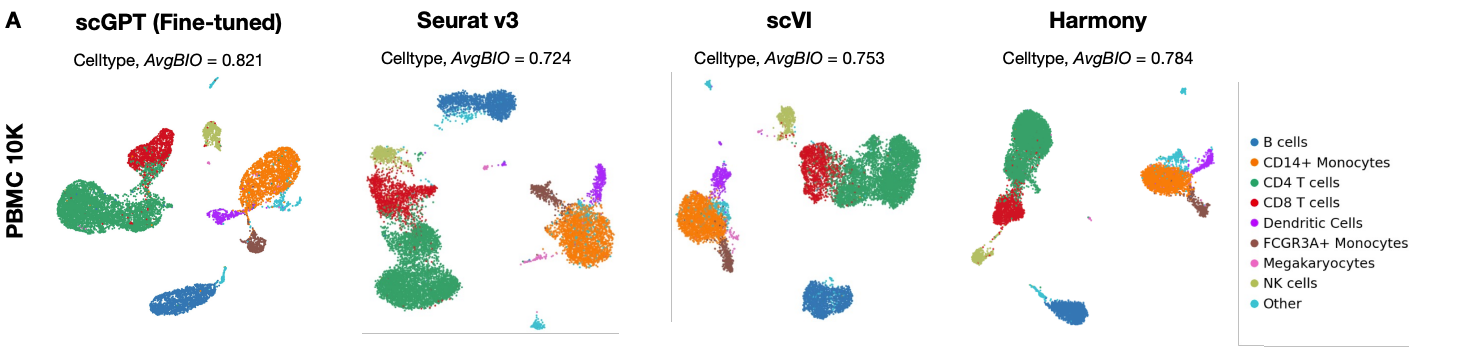 A
scGPT (Fine-tuned)
Seurat v3
scVI
Harmony
Celltype, AvgBIO = 0.821
Celltype, AvgBIO = 0.724
Celltype, AvgBIO = 0.753
Celltype, AvgBIO = 0.784
PBMC 10K
B cells
CD14+ Monocytes
CD4 T cells
CD8 T cells
Dendritic Cells
FCGR3A+ Monocytes
Megakaryocytes
NK cells
Other